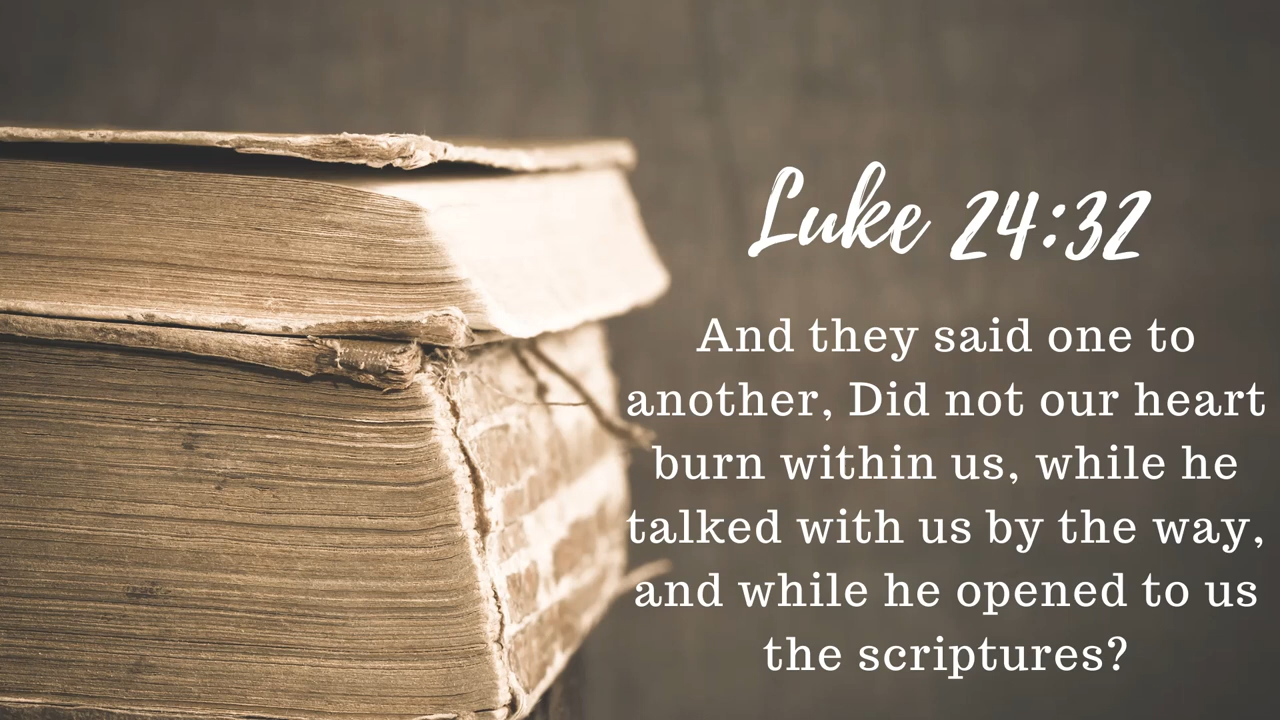 Luke 24:32
And they said one to
another, Did not our heart
burn within us, while he
talked with us by the way,
and while he opened to us
the scriptures?